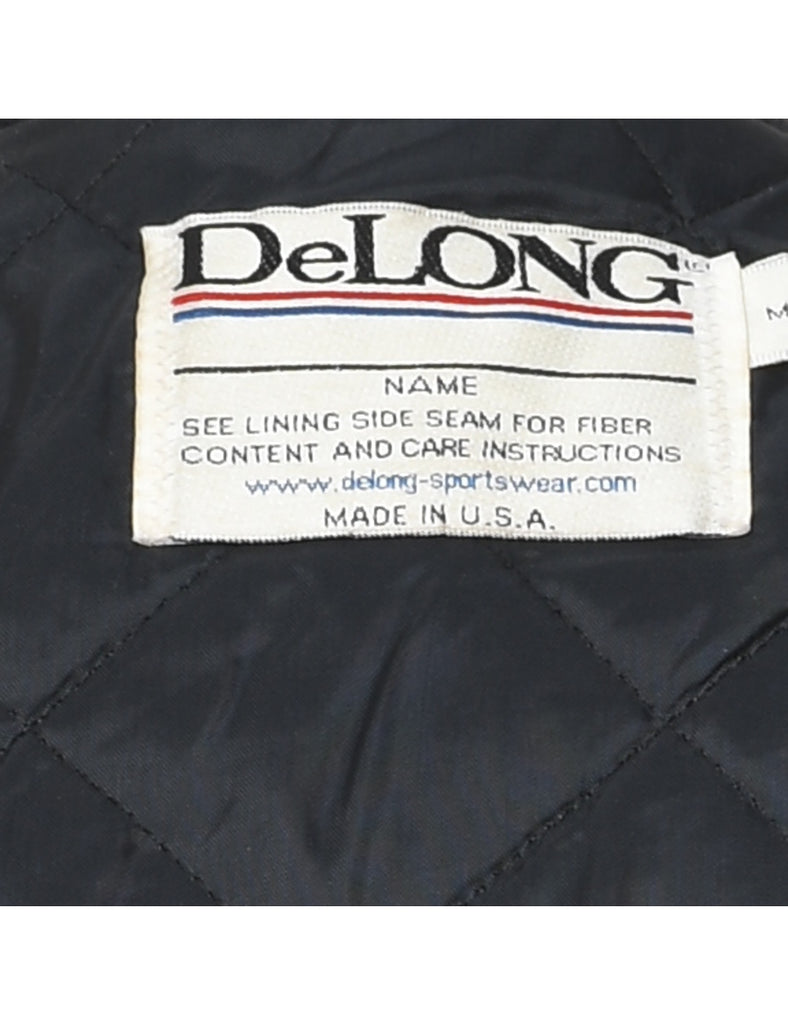 DeLONG
M
NAME
SEE LINING SIDE SEAM FOR FIBER
CONTENT AND CARE INSTRUCTIONS
www.delong-sportswear.com
MADE IN U.S.A.